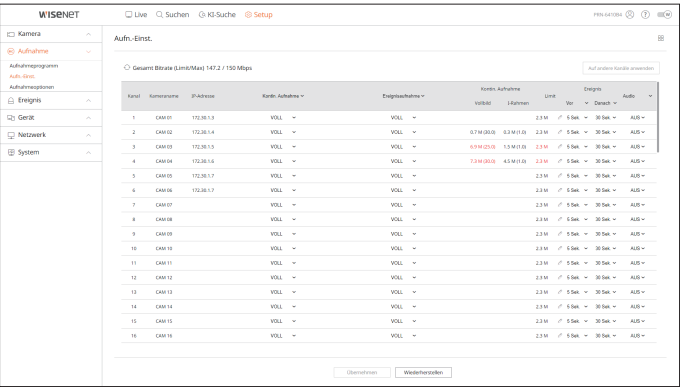 WISENET Live Suchen KI-Suche Setup PRN-6410B4
Kamera
Aufnahme
Aufnahmeprogramm
Aufn.-Einst.
Aufnahmeoptionen
Ereignis
Gerät
Netzwerk
System
Aufn.-Einst.
Gesamt Bitrate (Limit/Max) 147.2 / 150 Mbps
Auf andere Kanäle anwenden
Kanal Kameraname IP-Adresse Kontin. Aufnahme Ereignisaufnahme Kontin. Aufnahme Limit Ereignis Audio
Vollbild I-Rahmen Vor Danach
1 CAM 01 172.30.1.3 VOLL VOLL 2.3 M 5 Sek. 30 Sek. AUS
2 CAM 02 172.30.1.4 VOLL VOLL 0.7 M (30.0) 0.3 M (1.0) 2.3 M 5 Sek. 30 Sek. AUS
3 CAM 03 172.30.1.5 VOLL VOLL 6.9 M (25.0) 1.5 M (1.0) 2.3 M 5 Sek. 30 Sek. AUS
4 CAM 04 172.30.1.6 VOLL VOLL 7.3 M (30.0) 4.5 M (1.0) 2.3 M 5 Sek. 30 Sek. AUS
5 CAM 05 172.30.1.7 VOLL VOLL 2.3 M 5 Sek. 30 Sek. AUS
6 CAM 06 172.30.1.7 VOLL VOLL 2.3 M 5 Sek. 30 Sek. AUS
7 CAM 07 VOLL VOLL 2.3 M 5 Sek. 30 Sek. AUS
8 CAM 08 VOLL VOLL 2.3 M 5 Sek. 30 Sek. AUS
9 CAM 09 VOLL VOLL 2.3 M 5 Sek. 30 Sek. AUS
10 CAM 10 VOLL VOLL 2.3 M 5 Sek. 30 Sek. AUS
11 CAM 11 VOLL VOLL 2.3 M 5 Sek. 30 Sek. AUS
12 CAM 12 VOLL VOLL 2.3 M 5 Sek. 30 Sek. AUS
13 CAM 13 VOLL VOLL 2.3 M 5 Sek. 30 Sek. AUS
14 CAM 14 VOLL VOLL 2.3 M 5 Sek. 30 Sek. AUS
15 CAM 15 VOLL VOLL 2.3 M 5 Sek. 30 Sek. AUS
16 CAM 16 VOLL VOLL 2.3 M 5 Sek. 30 Sek. AUS
Übernehmen Wiederherstellen